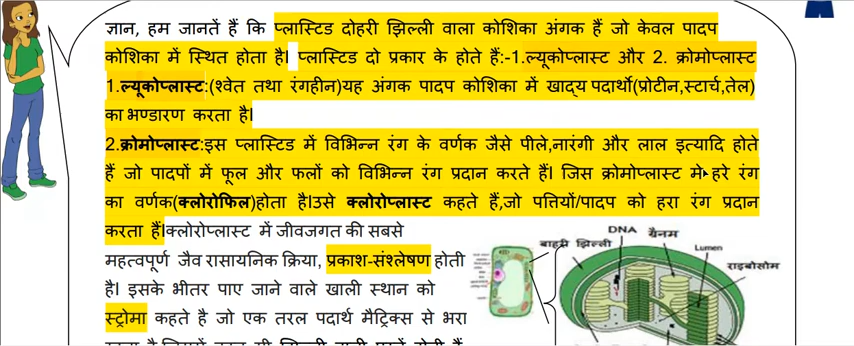 ज्ञान, हम जानतें हैं कि प्लास्टिड दोहरी झिल्ली वाला कोशिका अंगक हैं जो केवल पादप
कोशिका में स्थित होता है। प्लास्टिड दो प्रकार के होते हैं:-1.ल्यूकोप्लास्ट और 2. क्रोमोप्लास्ट
1.ल्यूकोप्लास्ट:(श्वेत तथा रंगहीन)यह अंगक पादप कोशिका में खाद्य पदार्थो(प्रोटीन,स्टार्च,तेल)
का भण्डारण करता है।
2.क्रोमोप्लास्ट:इस प्लास्टिड में विभिन्न रंग के वर्णक जैसे पीले,नारंगी और लाल इत्यादि होते
हैं जो पादपों में फूल और फलों को विभिन्न रंग प्रदान करते हैं। जिस क्रोमोप्लास्ट मे हरे रंग
का वर्णक(क्लोरोफिल)होता है।उसे क्लोरोप्लास्ट कहते हैं,जो पत्तियों/पादप को हरा रंग प्रदान
करता हैं।क्लोरोप्लास्ट में जीवजगत की सबसे
महत्वपूर्ण जैव रासायनिक क्रिया, प्रकाश-संश्लेषण होती
है। इसके भीतर पाए जाने वाले खाली स्थान को
स्ट्रोमा कहते है जो एक तरल पदार्थ मैट्रिक्स से भरा
बाहरी झिल्ली
DNA
ग्रैनम
Lumen
राइबोसोम